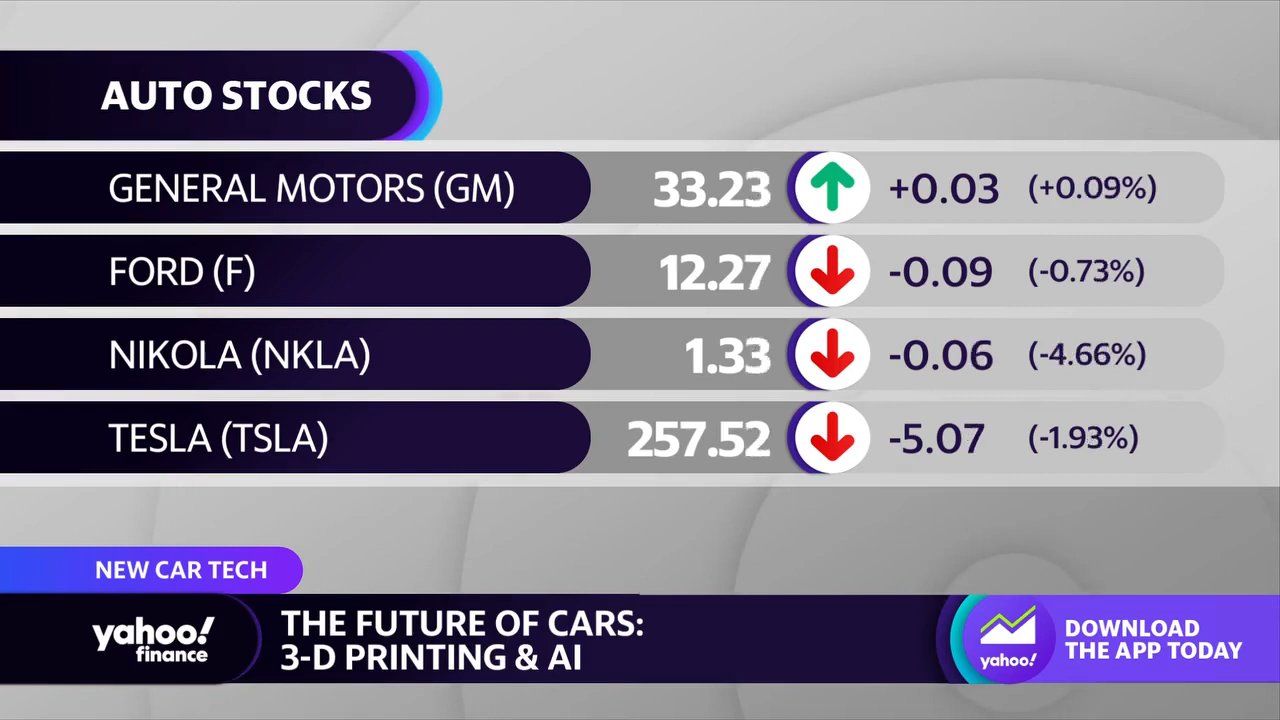 AUTO STOCKS
GENERAL MOTORS (GM) 33.23 +0.03 (+0.09%)
FORD (F) 12.27 -0.09 (-0.73%)
NIKOLA (NKLA) 1.33 -0.06 (-4.66%)
TESLA (TSLA) 257.52 -5.07 (-1.93%)
NEW CAR TECH
yahoo!
finance
THE FUTURE OF CARS:
3-D PRINTING & AI
yahoo!
DOWNLOAD
THE APP TODAY